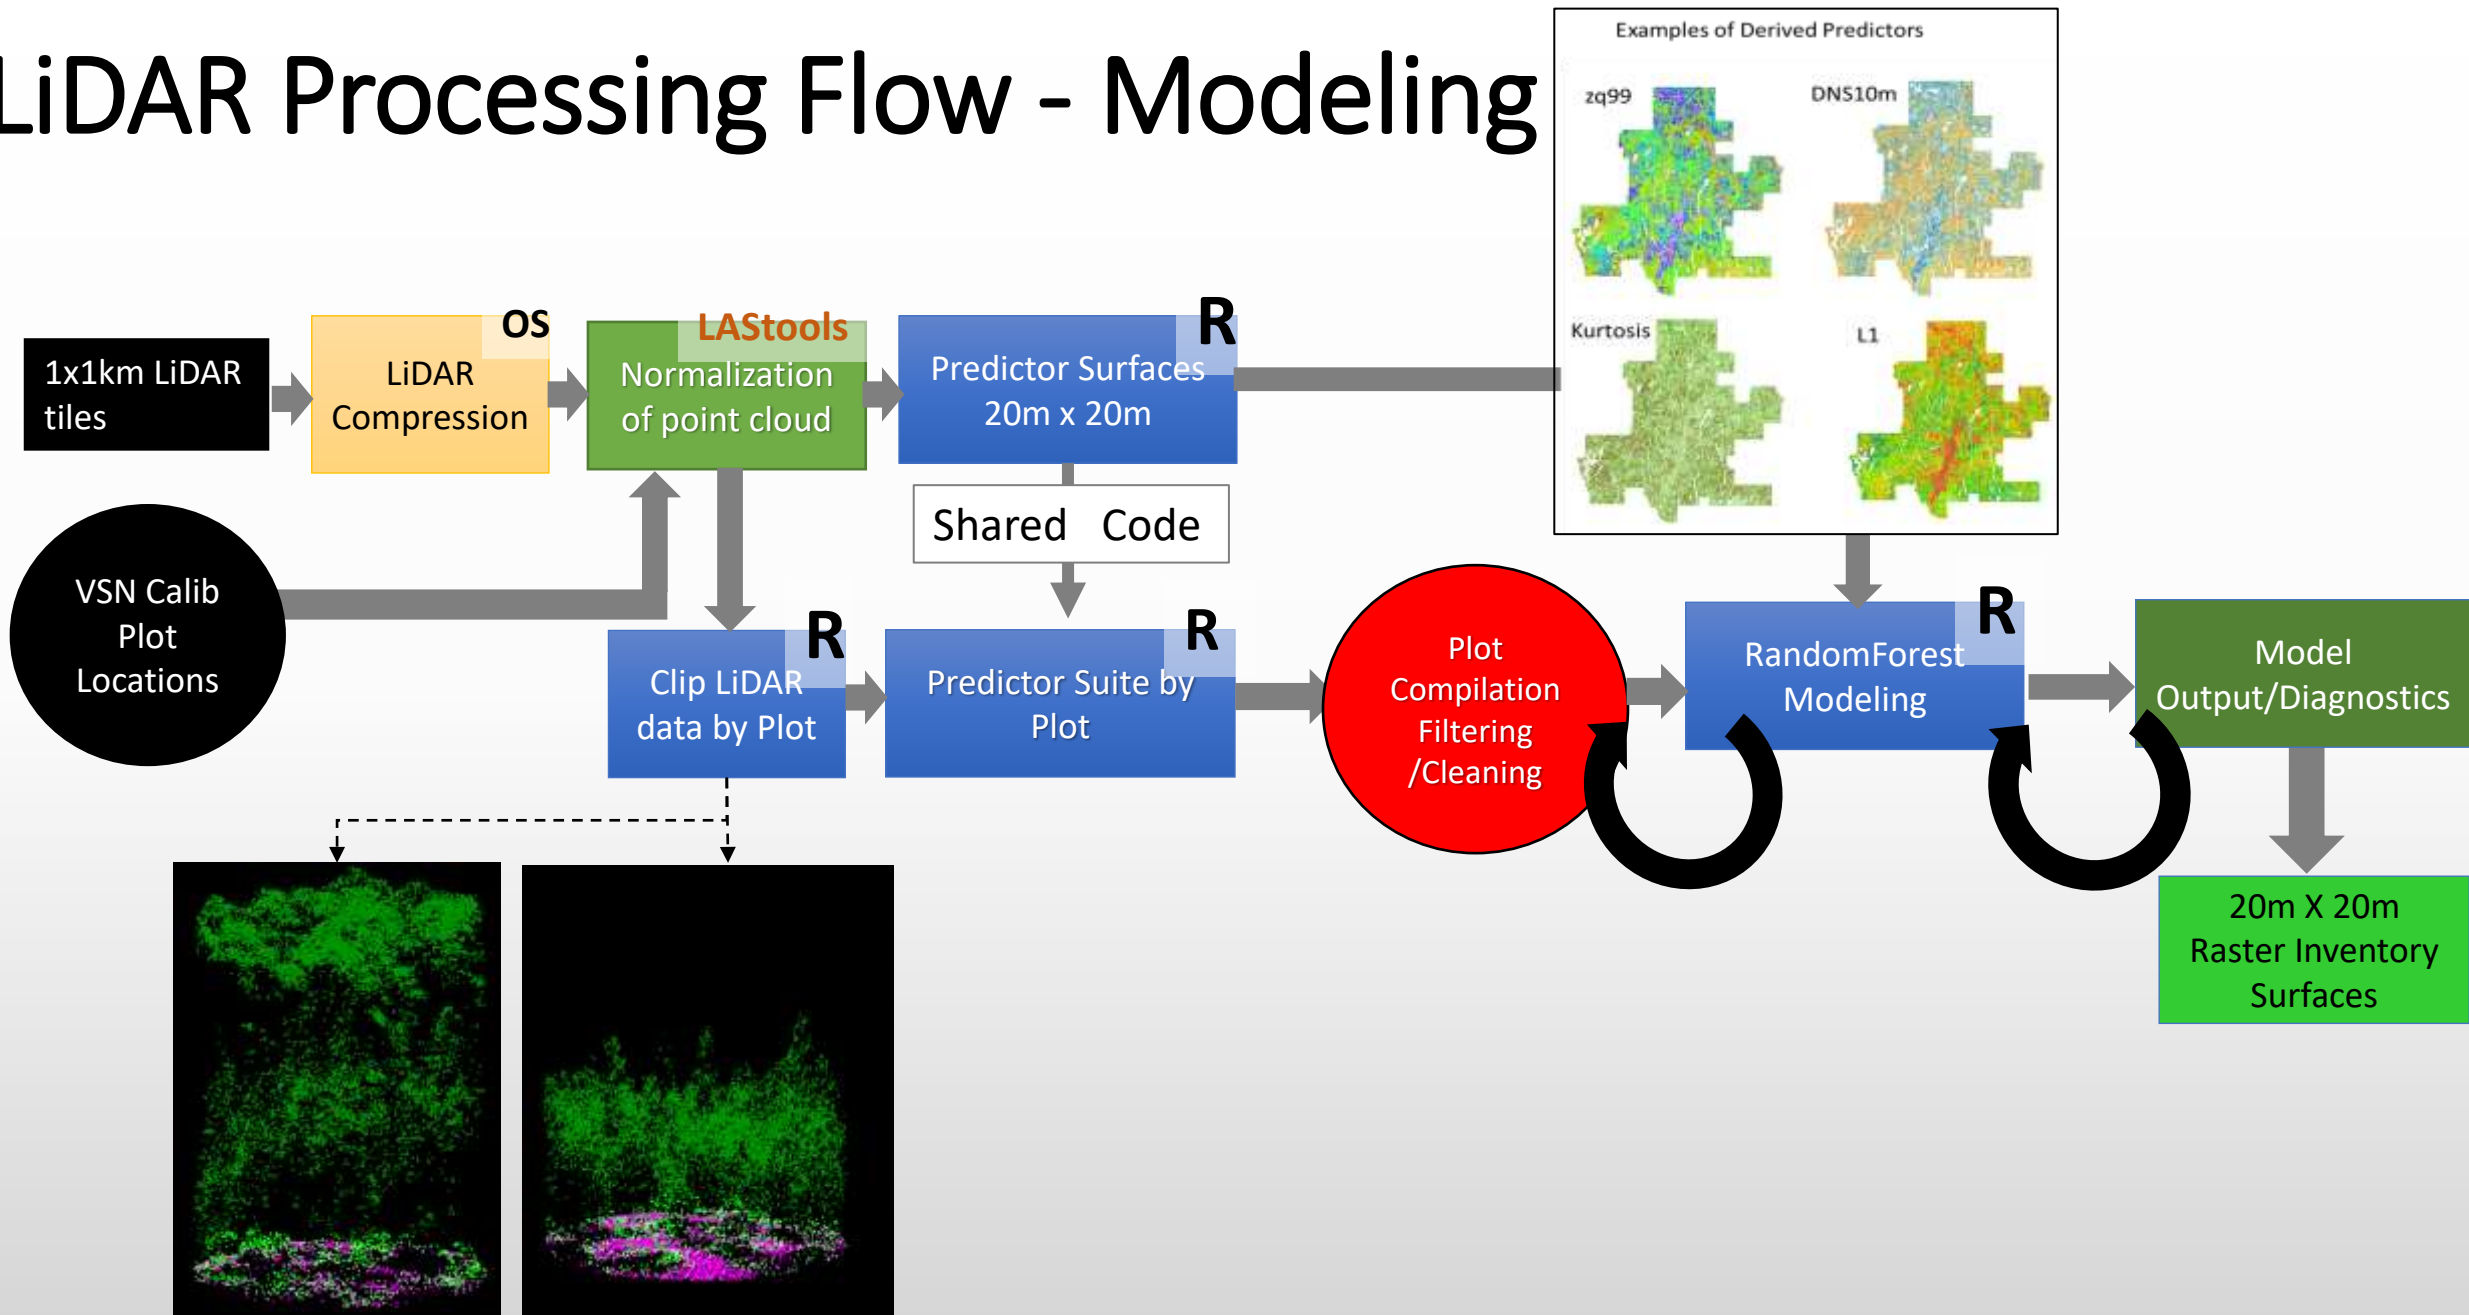 LiDAR Processing Flow - Modeling
Examples of Derived Predictors
zq99
DNS10m
Kurtosis
L1
1x1km LiDAR
tiles
OS
LiDAR
Compression
LAStools
Normalization
of point cloud
R
Predictor Surfaces
20m x 20m
Shared Code
VSN Calib
Plot
Locations
R
Clip LiDAR
data by Plot
R
Predictor Suite by
Plot
Plot
Compilation
Filtering
/Cleaning
R
RandomForest
Modeling
Model
Output/Diagnostics
20m X 20m
Raster Inventory
Surfaces